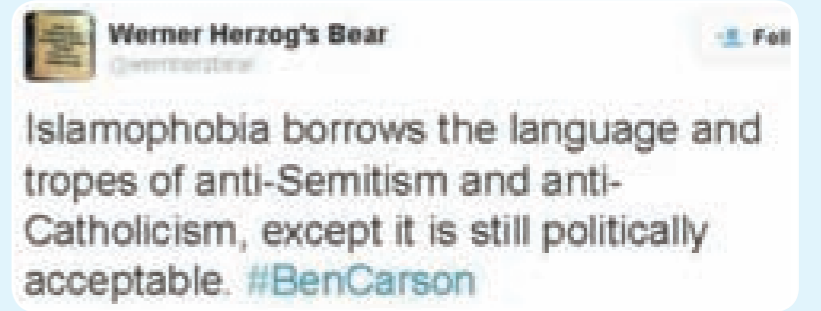 Werner Herzog's Bear
Foll
Islamophobia borrows the language and
tropes of anti-Semitism and anti-
Catholicism, except it is still politically
acceptable. #BenCarson